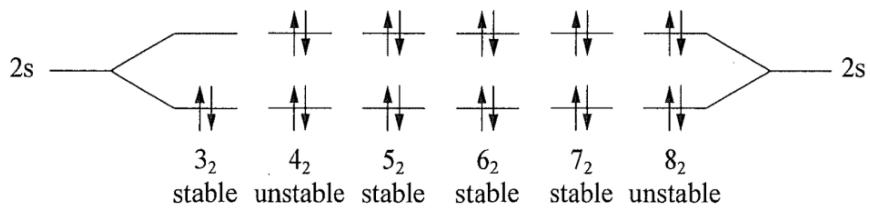 2s 2s
3₂ 4₂ 5₂ 6₂ 7₂ 8₂
stable unstable stable stable stable unstable